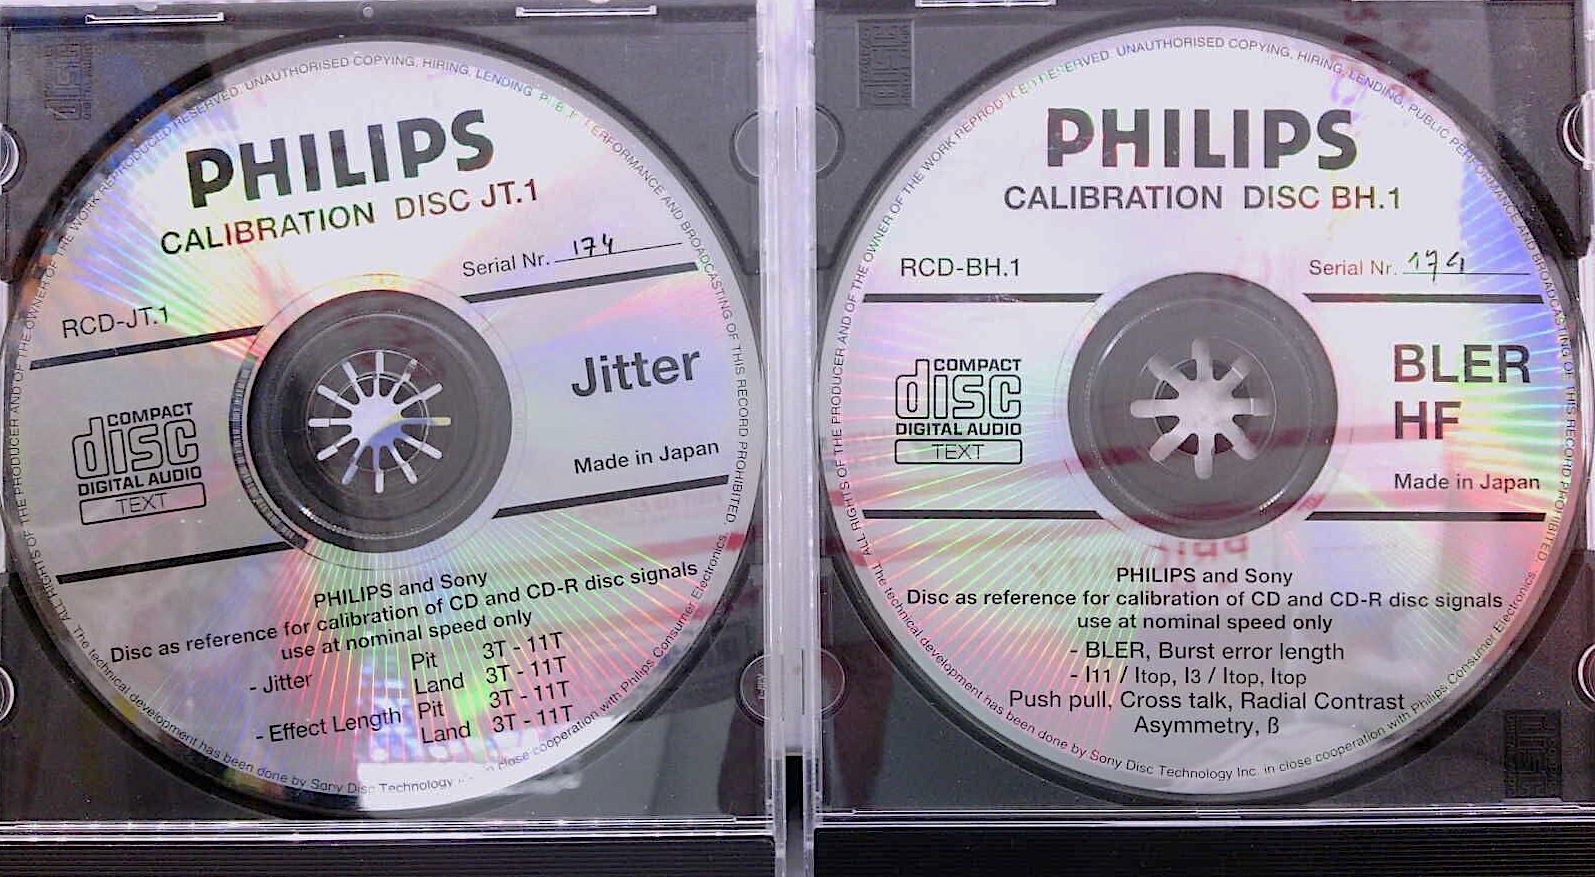 PHILIPS
CALIBRATION DISC JT.1
Serial Nr. 174
RCD-JT.1
Jitter
COMPACT
disc
DIGITAL AUDIO
TEXT
Made in Japan
PHILIPS and Sony
Disc as reference for calibration of CD and CD-R disc signals
use at nominal speed only
- Jitter Pit 3T - 11T
Land 3T - 11T
- Effect Length Pit 3T - 11T
Land 3T - 11T
ALL RIGHTS OF THE PRODUCER AND OF THE OWNER OF THE WORK REPRODUCED RESERVED. UNAUTHORISED COPYING, HIRING, LENDING, PERFORMANCE AND BROADCASTING OF THIS RECORD PROHIBITED.
The technical development has been done by Sony Disc Technology in close cooperation with Philips Consumer Electronics.
PHILIPS
CALIBRATION DISC BH.1
RCD-BH.1
Serial Nr. 174
COMPACT
disc
DIGITAL AUDIO
TEXT
BLER
HF
Made in Japan
PHILIPS and Sony
Disc as reference for calibration of CD and CD-R disc signals
use at nominal speed only
- BLER, Burst error length
- I11 / Itop, I3 / Itop, Itop
Push pull, Cross talk, Radial Contrast
Asymmetry, ß
ALL RIGHTS OF THE PRODUCER AND OF THE OWNER OF THE WORK REPRODUCED RESERVED. UNAUTHORISED COPYING, HIRING, LENDING, PUBLIC PERFORMANCE AND BROADCASTING OF THIS RECORD PROHIBITED.
The technical development has been done by Sony Disc Technology Inc. in close cooperation with Philips Consumer Electronics.